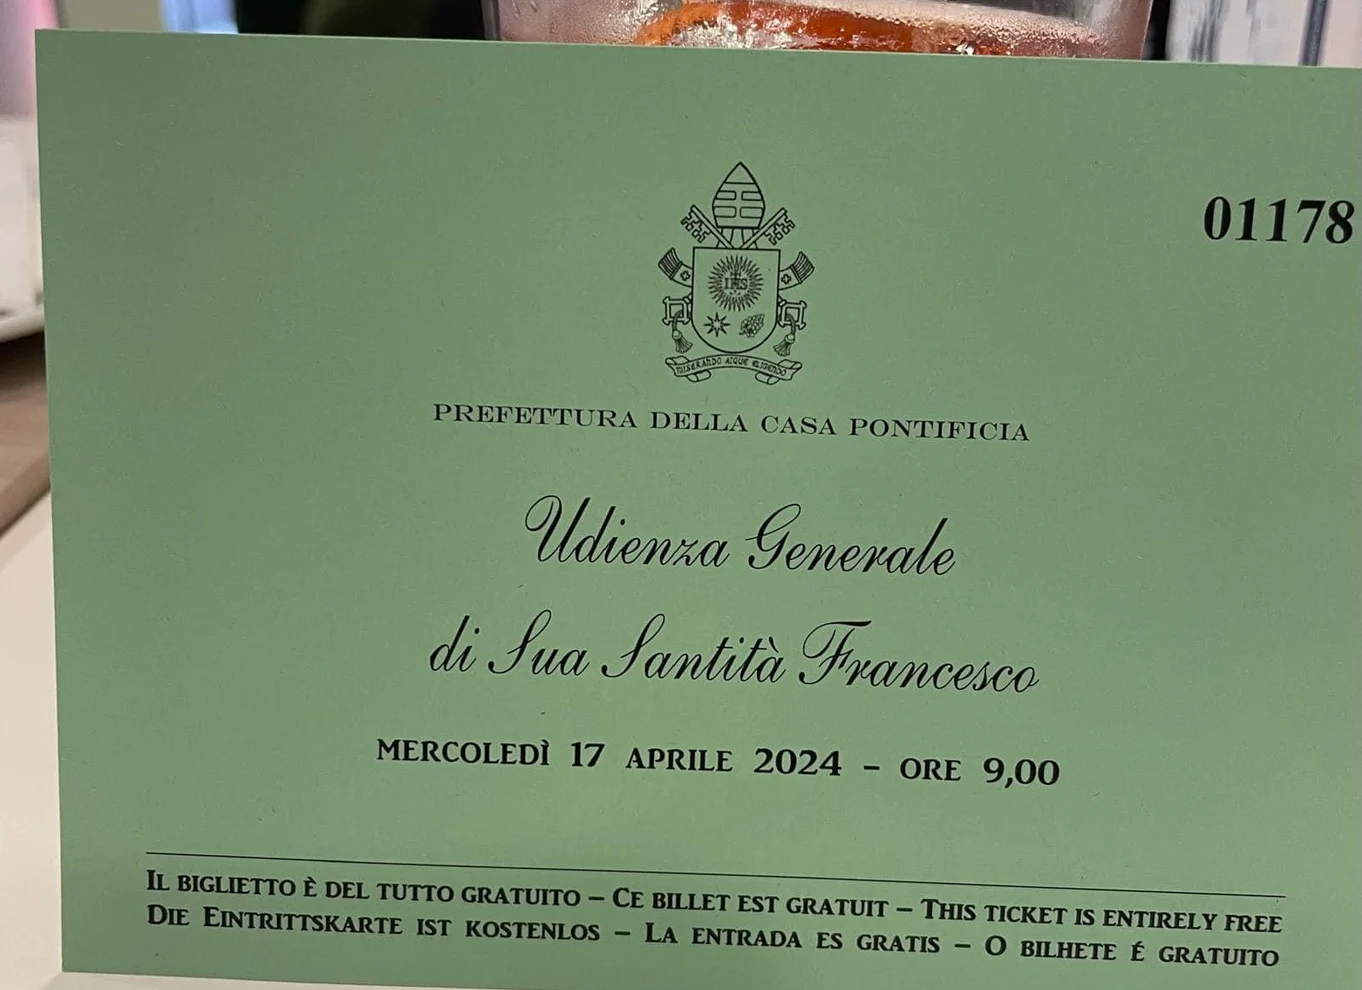 01178
IHS
MISERANDO ATQUE ELIGENDO
PREFETTURA DELLA CASA PONTIFICIA
Udienza Generale
di Sua Santità Francesco
MERCOLEDÌ 17 APRILE 2024 – ORE 9,00
IL BIGLIETTO È DEL TUTTO GRATUITO – CE BILLET EST GRATUIT – THIS TICKET IS ENTIRELY FREE
DIE EINTRITTSKARTE IST KOSTENLOS – LA ENTRADA ES GRATIS – O BILHETE É GRATUITO